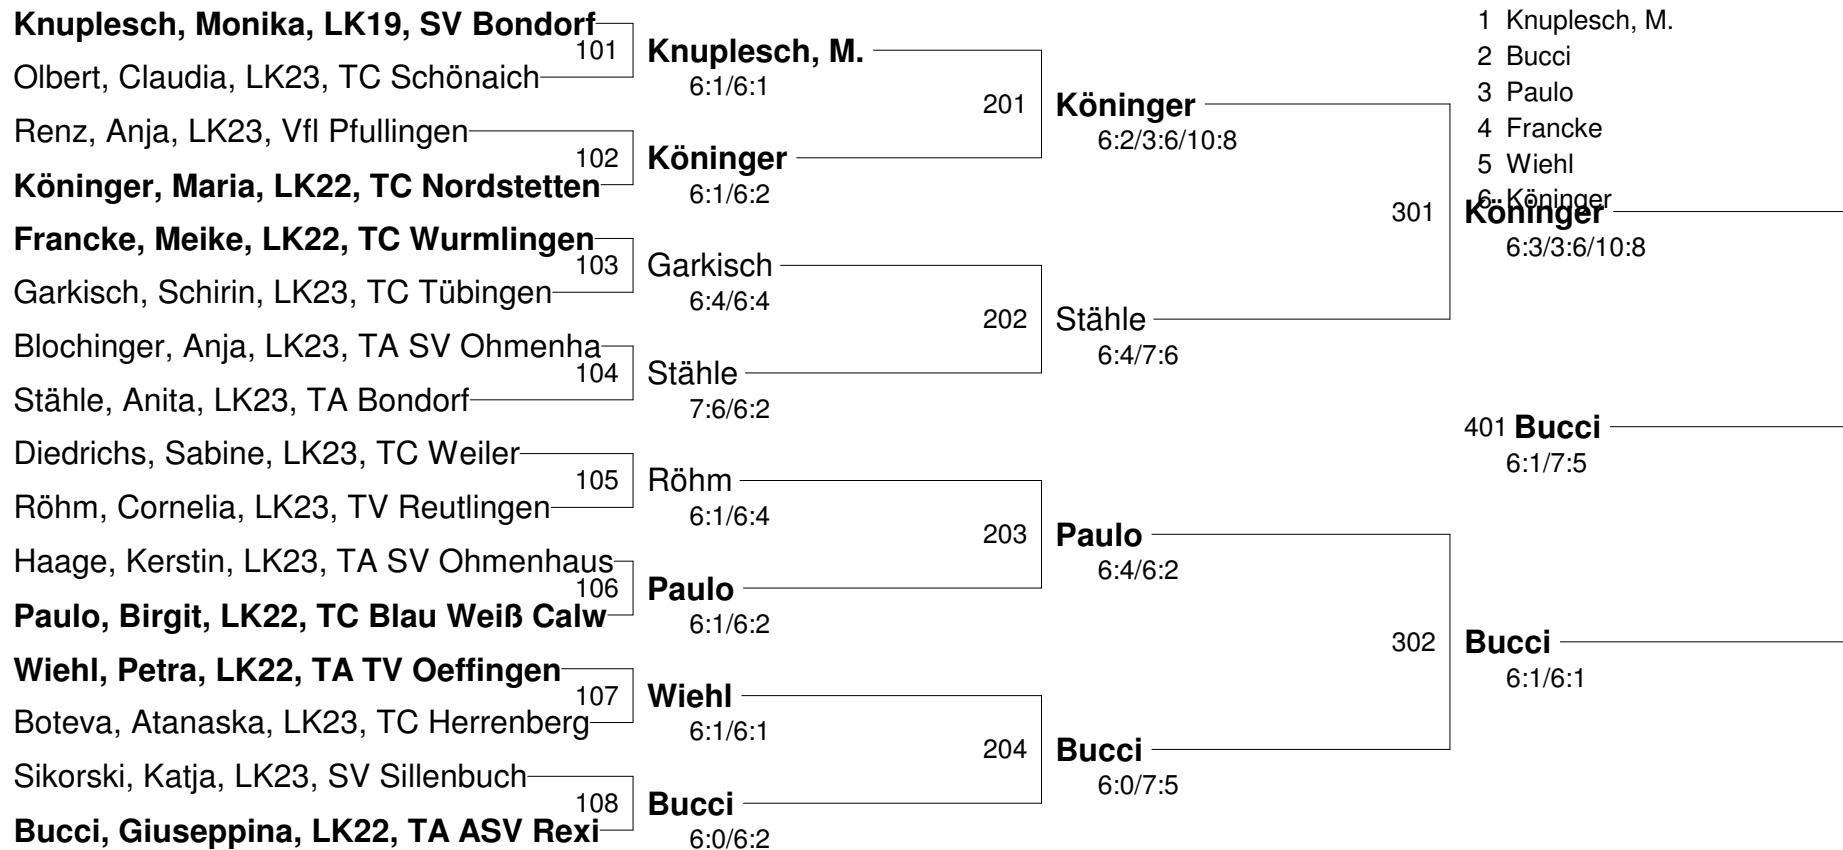 Knuplesch, Monika, LK19, SV Bondorf
101
Olbert, Claudia, LK23, TC Schönaich
Renz, Anja, LK23, Vfl Pfullingen
102
Köninger, Maria, LK22, TC Nordstetten
Francke, Meike, LK22, TC Wurmlingen
103
Garkisch, Schirin, LK23, TC Tübingen
Blochinger, Anja, LK23, TA SV Ohmenha
104
Stähle, Anita, LK23, TA Bondorf
Diedrichs, Sabine, LK23, TC Weiler
105
Röhm, Cornelia, LK23, TV Reutlingen
Haage, Kerstin, LK23, TA SV Ohmenhaus
106
Paulo, Birgit, LK22, TC Blau Weiß Calw
Wiehl, Petra, LK22, TA TV Oeffingen
107
Boteva, Atanaska, LK23, TC Herrenberg
Sikorski, Katja, LK23, SV Sillenbuch
108
Bucci, Giuseppina, LK22, TA ASV Rexi
Knuplesch, M.
6:1/6:1
201
Köninger
6:1/6:2
Garkisch
6:4/6:4
202
Stähle
7:6/6:2
Röhm
6:1/6:4
203
Paulo
6:1/6:2
Wiehl
6:1/6:1
204
Bucci
6:0/6:2
Köninger
6:2/3:6/10:8
301
Stähle
6:4/7:6
Paulo
6:4/6:2
302
Bucci
6:0/7:5
1 Knuplesch, M.
2 Bucci
3 Paulo
4 Francke
5 Wiehl
6 Köninger
Köninger
6:3/3:6/10:8
401 Bucci
6:1/7:5
Bucci
6:1/6:1